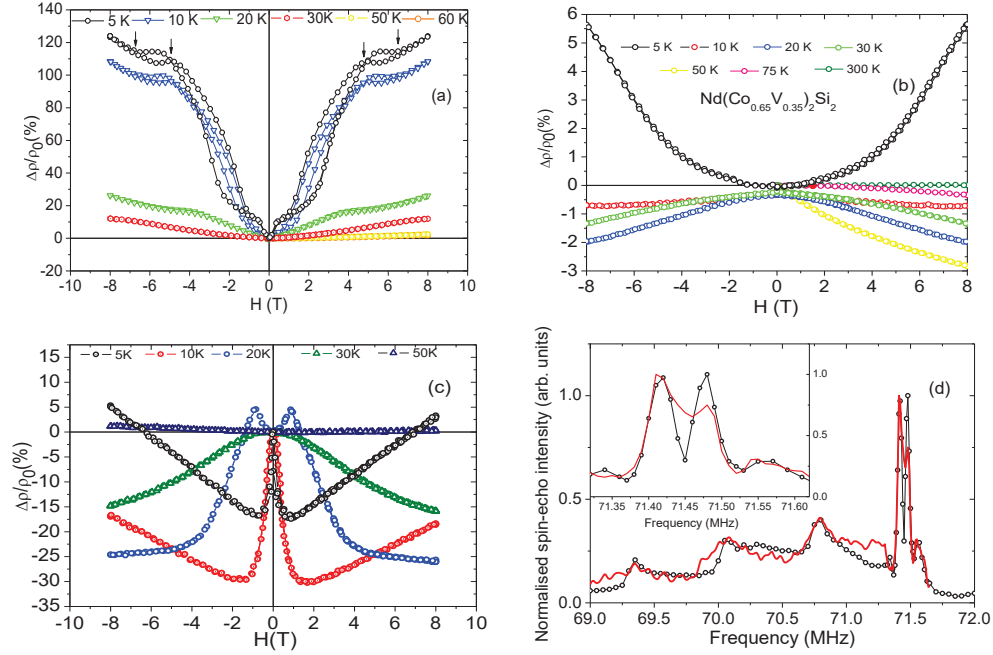 5 K 10 K 20 K 30K 50 K 60 K
140
120
100
80
60
40
20
0
-20
Δρ/ρ0(%)
(a)
-10 -8 -6 -4 -2 0 2 4 6 8 10
H (T)
6
5
4
3
2
1
0
-1
-2
-3
Δρ/ρ0(%)
5 K 10 K 20 K 30 K
50 K 75 K 300 K
Nd(Co0.65V0.35)2Si2
(b)
-8 -6 -4 -2 0 2 4 6 8
H (T)
5K 10K 20K 30K 50K
15
10
5
0
-5
-10
-15
-20
-25
-30
-35
Δρ/ρ0(%)
(c)
-10 -8 -6 -4 -2 0 2 4 6 8 10
H(T)
Normalised spin-echo intensity (arb. units)
1.0
0.5
0.0
(d)
1.0
0.8
0.5
0.3
0.0
71.35 71.40 71.45 71.50 71.55 71.60
Frequency (MHz)
69.0 69.5 70.0 70.5 71.0 71.5 72.0
Frequency (MHz)